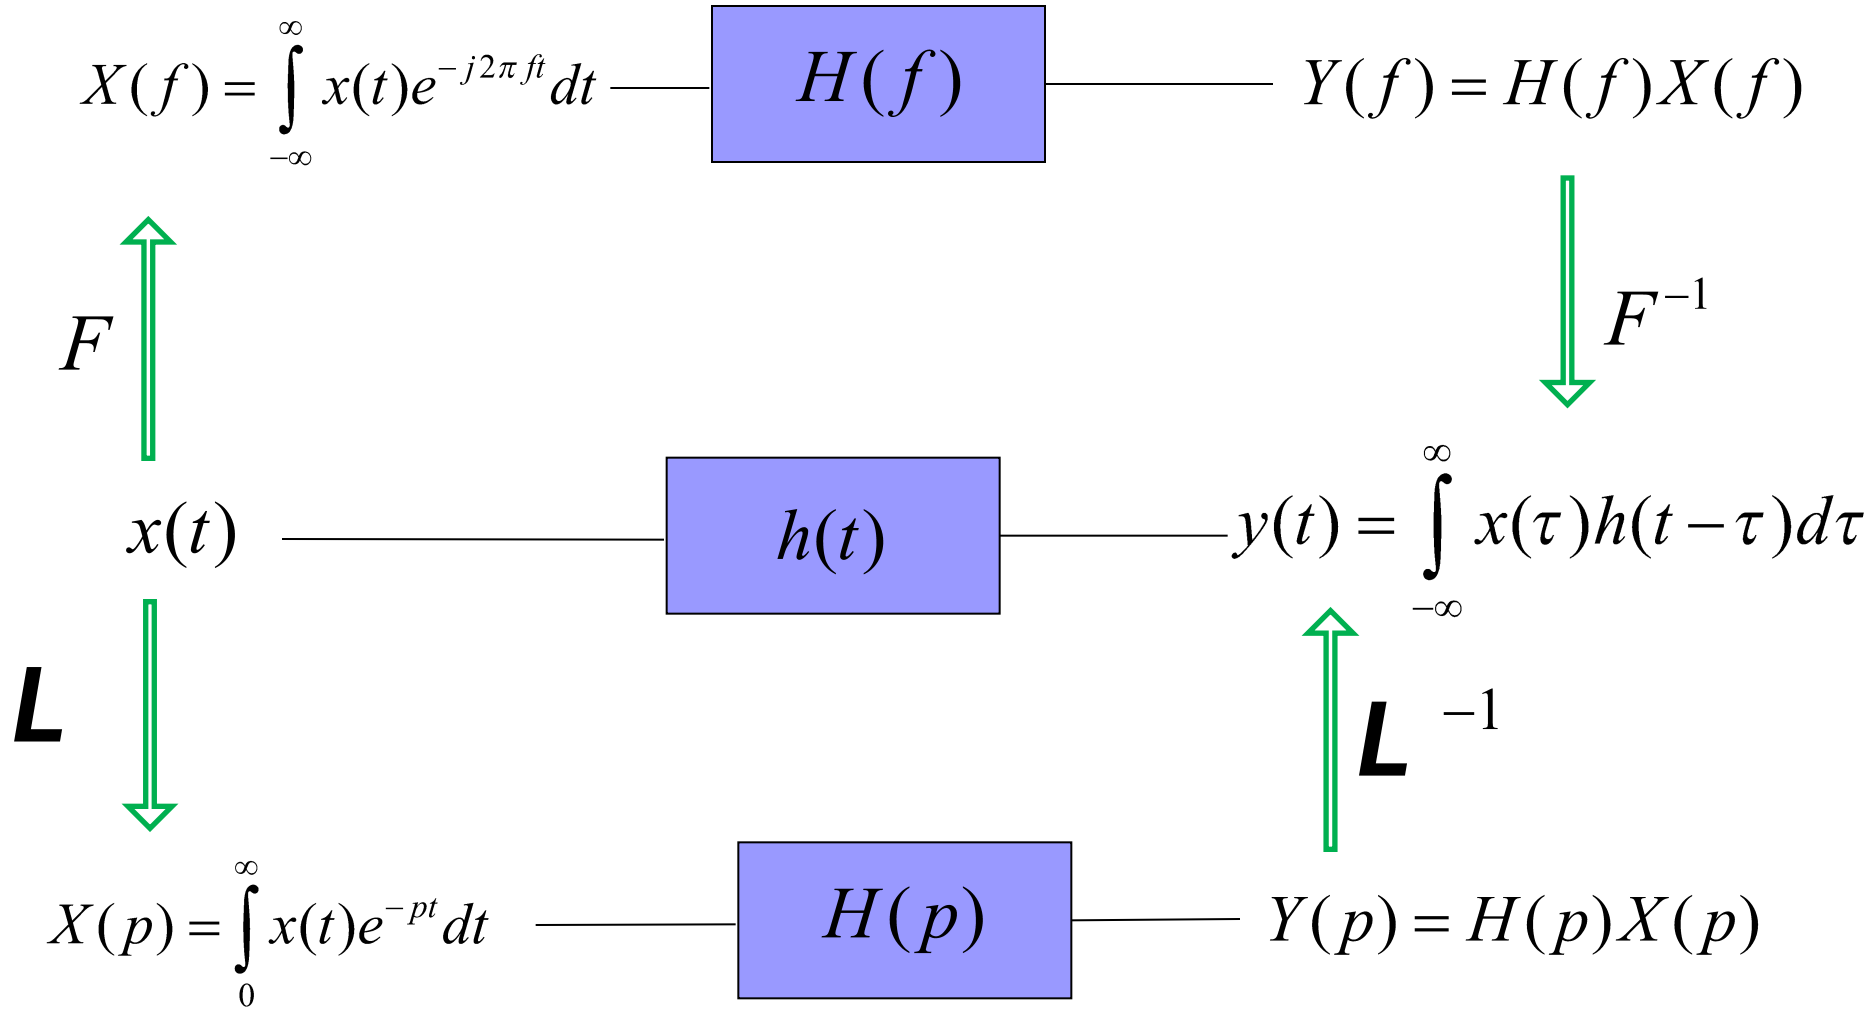 X(f) = ∫_{-∞}^{∞} x(t)e^{-j2πft}dt H(f) Y(f) = H(f)X(f)
F F^{-1}
x(t) h(t) y(t) = ∫_{-∞}^{∞} x(τ)h(t-τ)dτ
L L^{-1}
X(p) = ∫_{0}^{∞} x(t)e^{-pt}dt H(p) Y(p) = H(p)X(p)